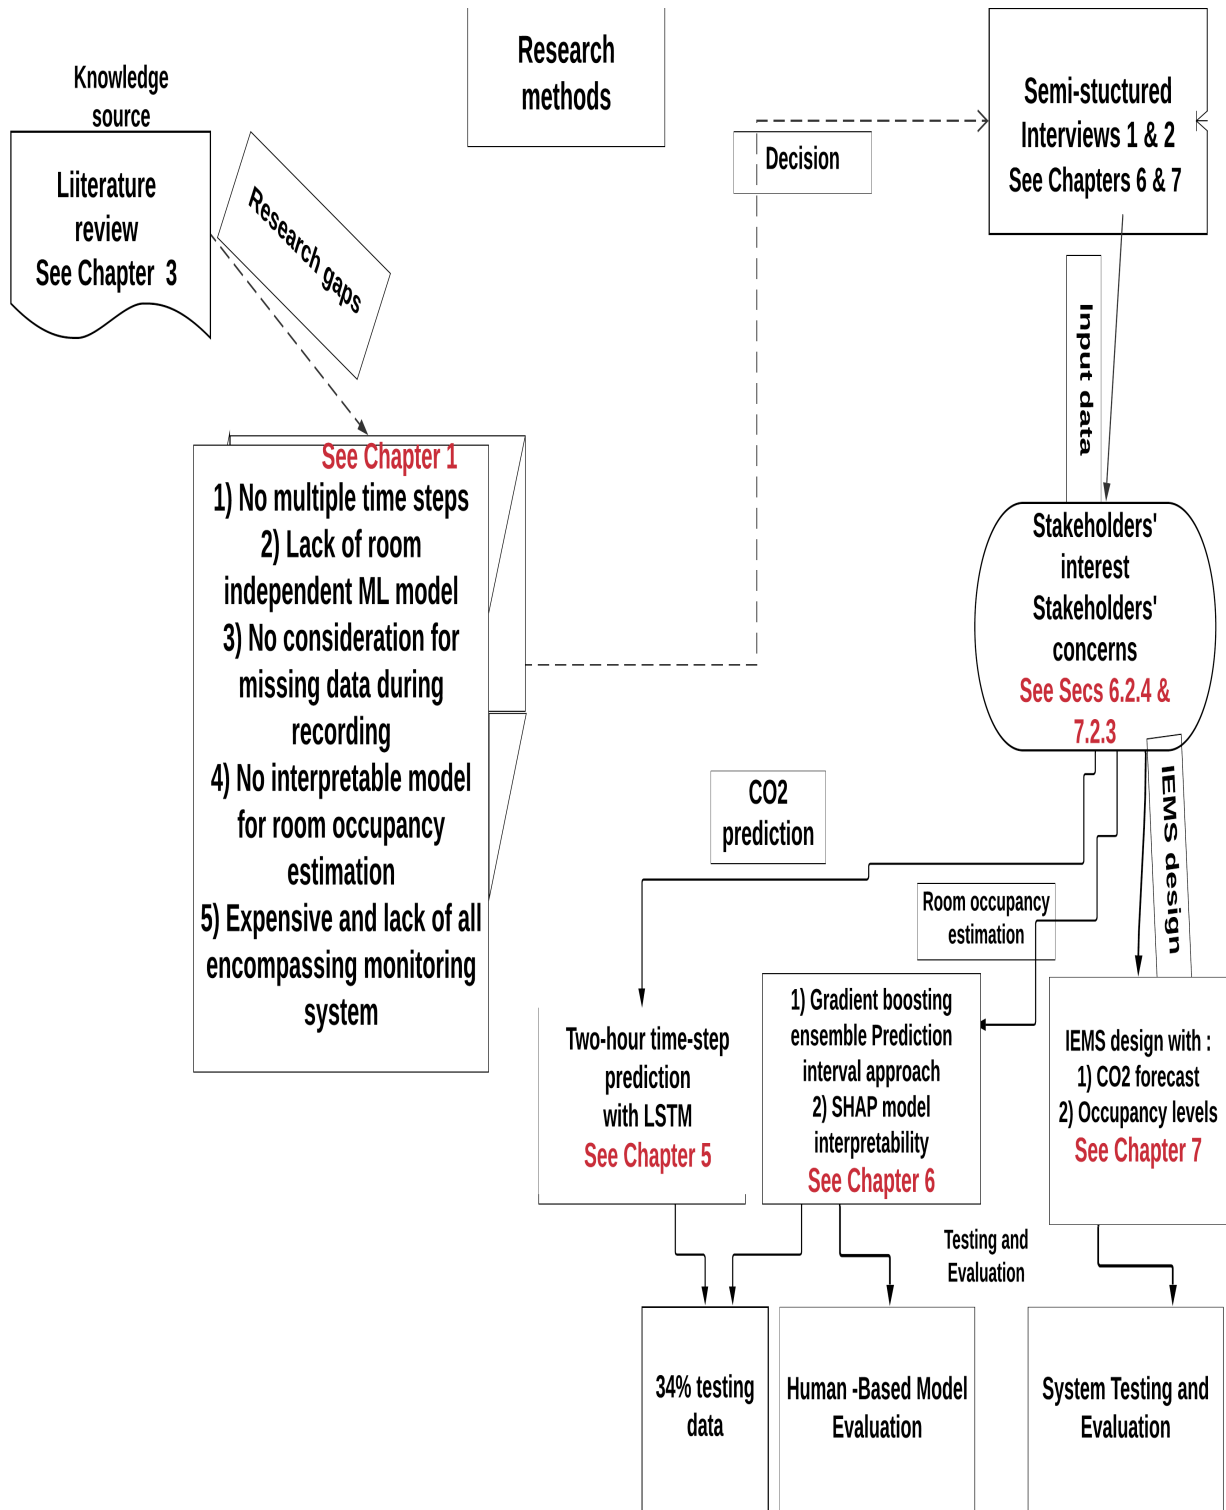 Research
methods
Knowledge
source
Liiterature
review
See Chapter 3
Research gaps
Decision
Semi-stuctured
Interviews 1 & 2
See Chapters 6 & 7
Input data
See Chapter 1
1) No multiple time steps
2) Lack of room
independent ML model
3) No consideration for
missing data during
recording
4) No interpretable model
for room occupancy
estimation
5) Expensive and lack of all
encompassing monitoring
system
Stakeholders'
interest
Stakeholders'
concerns
See Secs 6.2.4 &
7.2.3
CO2
prediction
Room occupancy
estimation
IEMS design
Two-hour time-step
prediction
with LSTM
See Chapter 5
1) Gradient boosting
ensemble Prediction
interval approach
2) SHAP model
interpretability
See Chapter 6
IEMS design with :
1) CO2 forecast
2) Occupancy levels
See Chapter 7
Testing and
Evaluation
34% testing
data
Human -Based Model
Evaluation
System Testing and
Evaluation